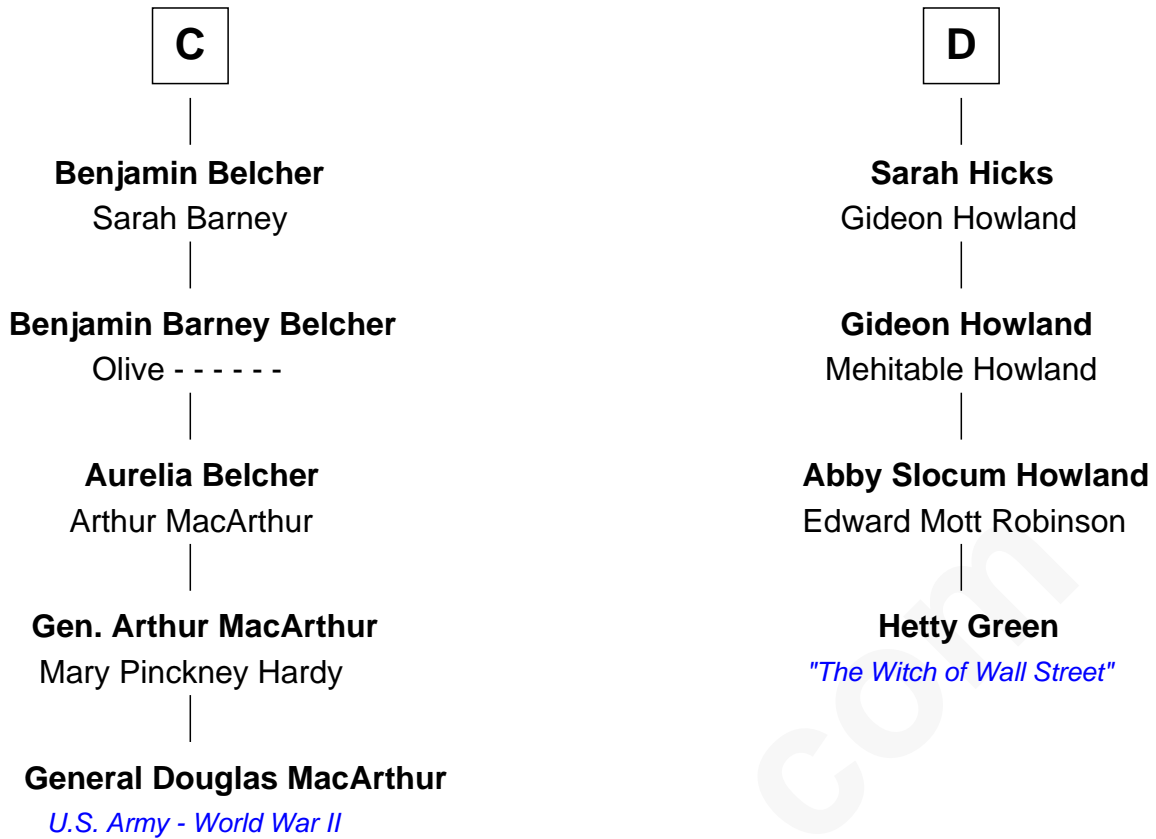 C
Benjamin Belcher
Sarah Barney
Benjamin Barney Belcher
Olive - - - - - -
Aurelia Belcher
Arthur MacArthur
Gen. Arthur MacArthur
Mary Pinckney Hardy
General Douglas MacArthur
U.S. Army - World War II
D
Sarah Hicks
Gideon Howland
Gideon Howland
Mehitable Howland
Abby Slocum Howland
Edward Mott Robinson
Hetty Green
"The Witch of Wall Street"
com